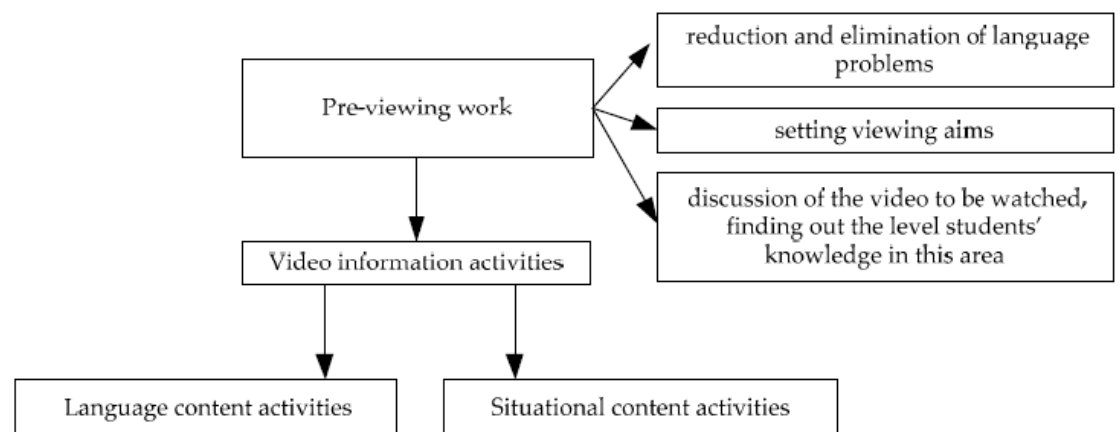 reduction and elimination of language
problems
Pre-viewing work
setting viewing aims
discussion of the video to be watched,
finding out the level students'
knowledge in this area
Video information activities
Language content activities
Situational content activities